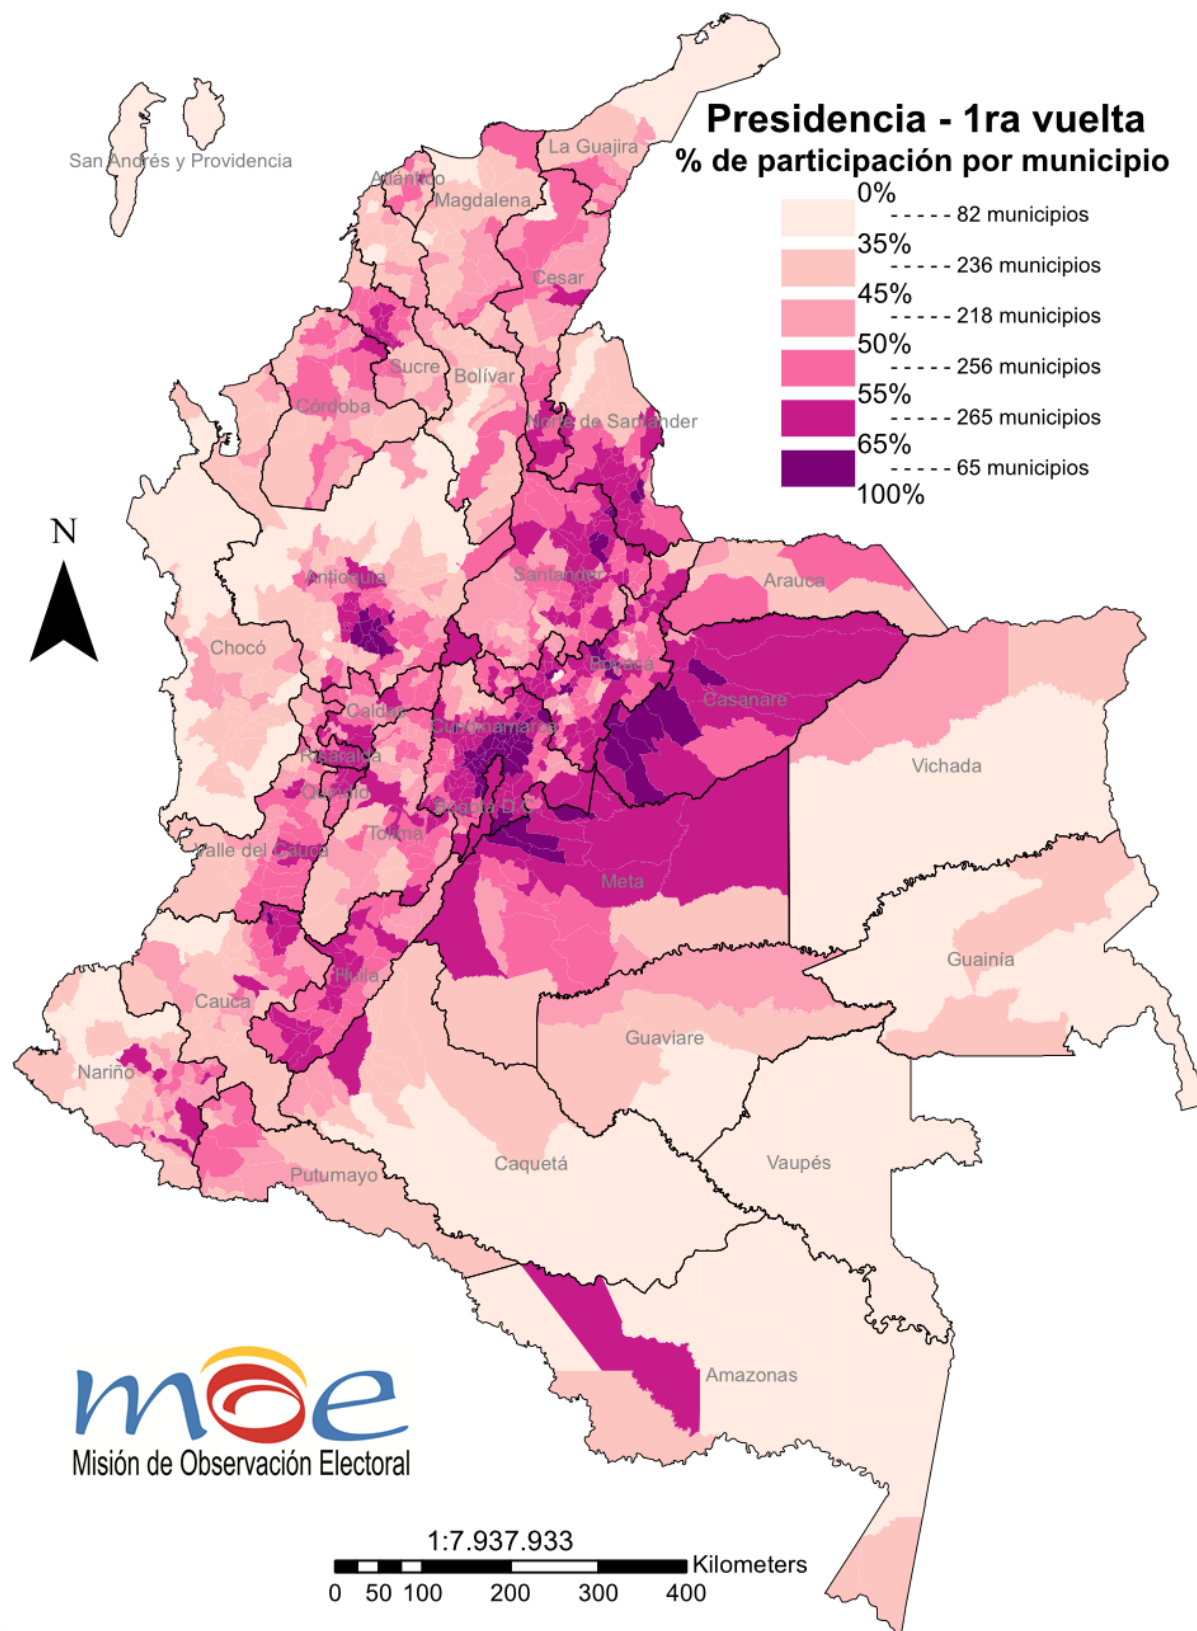 Presidencia - 1ra vuelta
% de participación por municipio
0%
----- 82 municipios
35%
----- 236 municipios
45%
----- 218 municipios
50%
----- 256 municipios
55%
----- 265 municipios
65%
----- 65 municipios
100%
San Andrés y Providencia
La Guajira
Atlántico
Magdalena
Cesar
Sucre
Bolívar
Córdoba
Norte de Santander
N
Antioquia
Santander
Arauca
Chocó
Boyacá
Casanare
Caldas
Cundinamarca
Risaralda
Vichada
Quindío
Bogotá D.C.
Tolima
Valle del Cauca
Meta
Guainía
Huila
Cauca
Guaviare
Nariño
Caquetá
Vaupés
Putumayo
Amazonas
moe
Misión de Observación Electoral
1:7.937.933
Kilometers
0 50 100 200 300 400